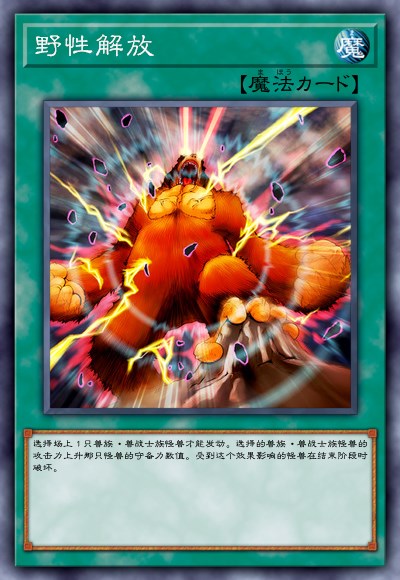 野性解放
魔
【魔法カード】
まほう
选择场上1只兽族・兽战士族怪兽才能发动。选择的兽族・兽战士族怪兽的
攻击力上升那只怪兽的守备力数值。受到这个效果影响的怪兽在结束阶段时
破坏。